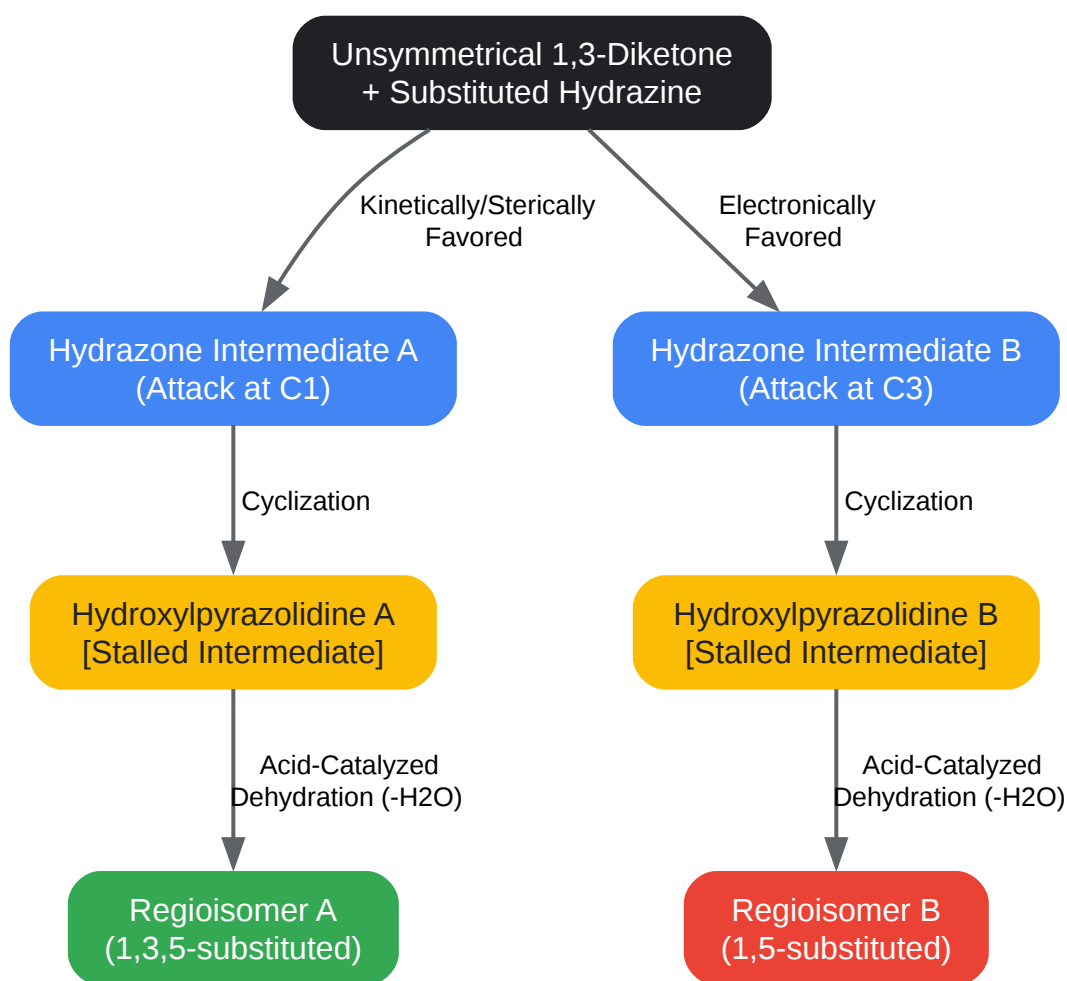 Unsymmetrical 1,3-Diketone
+ Substituted Hydrazine
Kinetically/Sterically
Favored
Electronically
Favored
Hydrazone Intermediate A
(Attack at C1)
Hydrazone Intermediate B
(Attack at C3)
Cyclization
Cyclization
Hydroxylpyrazolidine A
[Stalled Intermediate]
Hydroxylpyrazolidine B
[Stalled Intermediate]
Acid-Catalyzed
Dehydration (-H2O)
Acid-Catalyzed
Dehydration (-H2O)
Regioisomer A
(1,3,5-substituted)
Regioisomer B
(1,5-substituted)